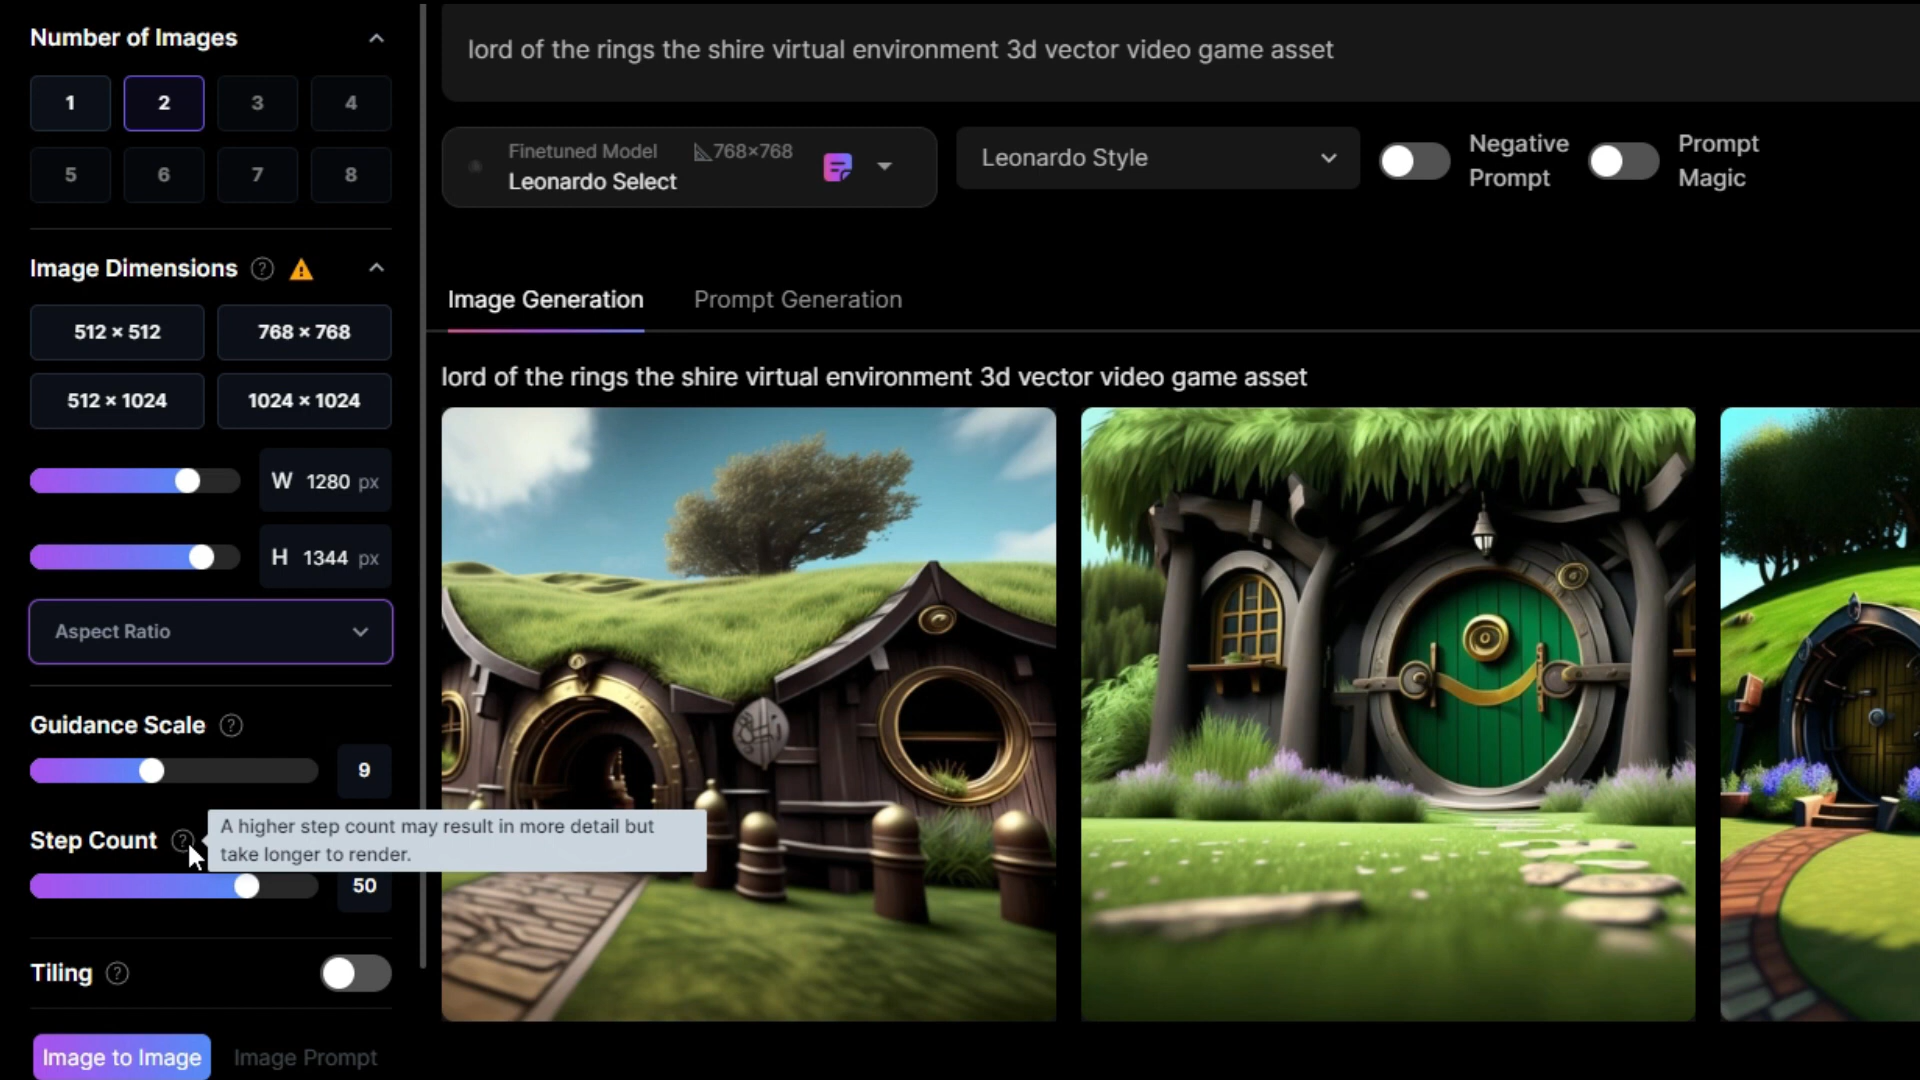 Number of Images
1 2 3 4
5 6 7 8
Image Dimensions ?
512 × 512 768 × 768
512 × 1024 1024 × 1024
W 1280 px
H 1344 px
Aspect Ratio
Guidance Scale ?
9
Step Count ?
A higher step count may result in more detail but
take longer to render.
50
Tiling ?
Image to Image Image Prompt
lord of the rings the shire virtual environment 3d vector video game asset
Finetuned Model 768×768
Leonardo Select
Leonardo Style
Negative
Prompt
Prompt
Magic
Image Generation Prompt Generation
lord of the rings the shire virtual environment 3d vector video game asset